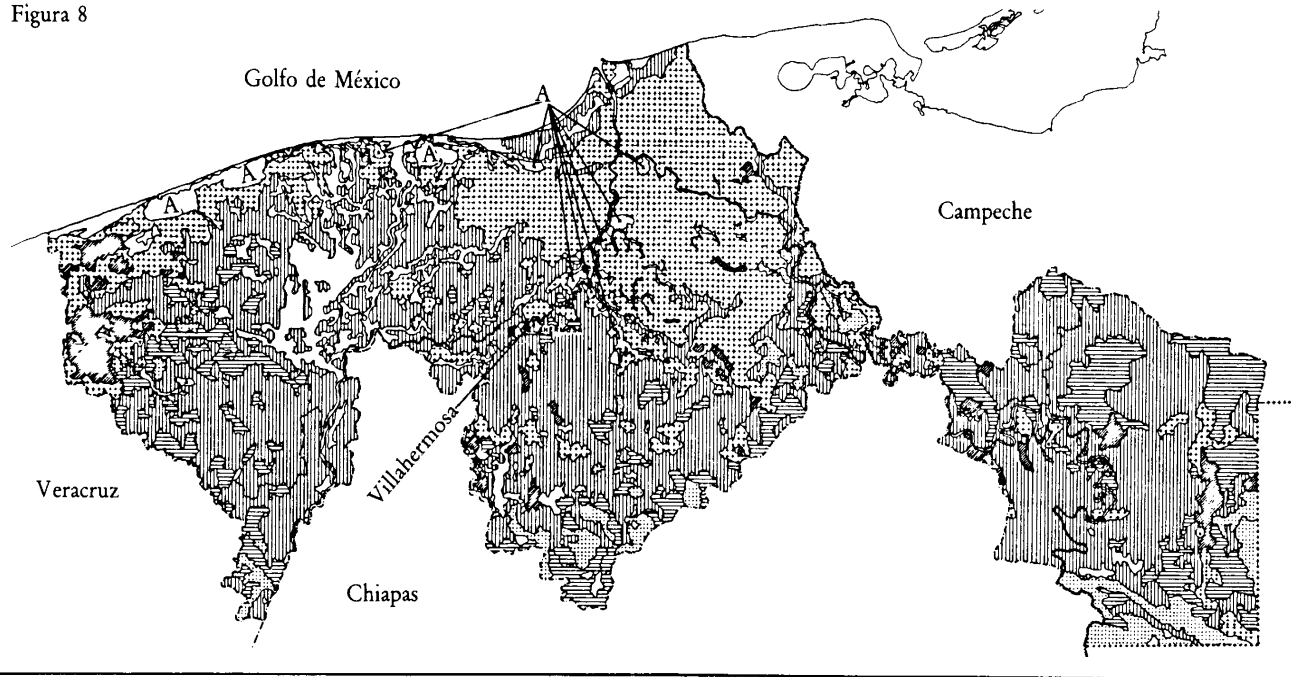 Figura 8
Golfo de México
A
A
A
A
Campeche
Villahermosa
Veracruz
Chiapas